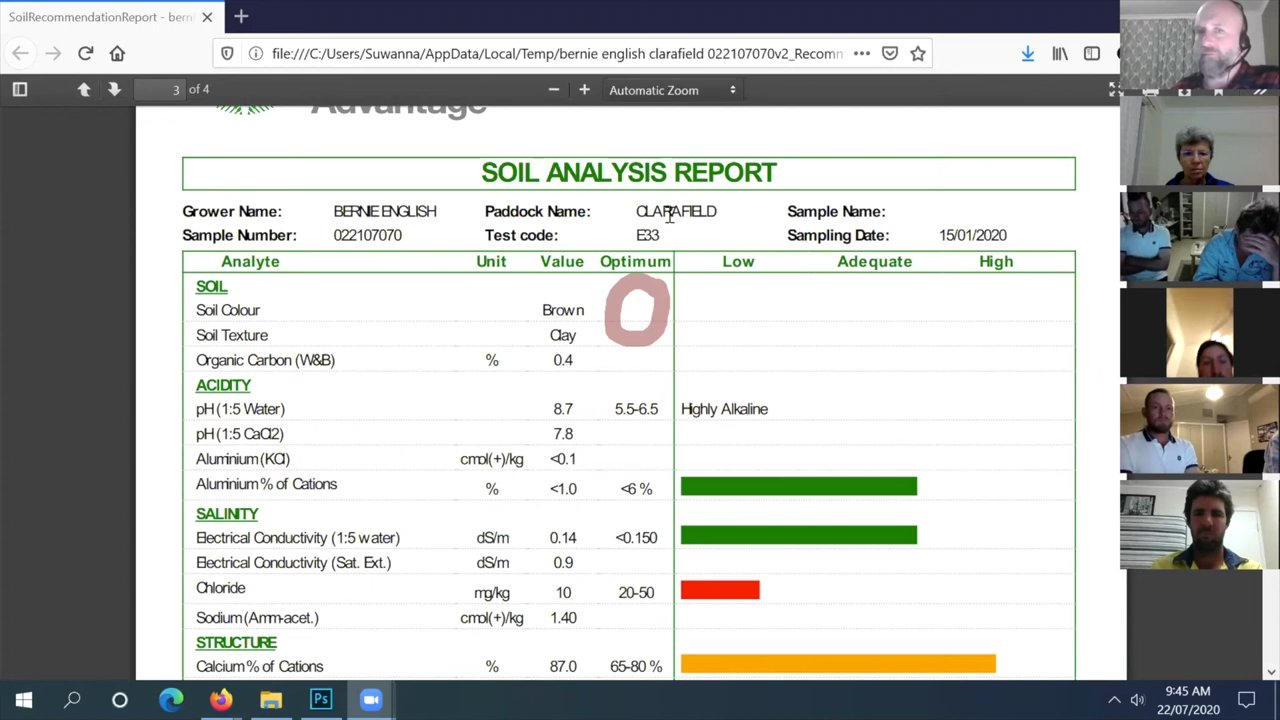 SoilRecommendationReport - bern
file:///C:/Users/Suwanna/AppData/Local/Temp/bernie english clarafield 022107070v2_Recomm
3 of 4
Automatic Zoom
Advantage
SOIL ANALYSIS REPORT
Grower Name: BERNIE ENGLISH Paddock Name: CLARAFIELD Sample Name:
Sample Number: 022107070 Test code: E33 Sampling Date: 15/01/2020
Analyte Unit Value Optimum Low Adequate High
SOIL
Soil Colour Brown
Soil Texture Clay
Organic Carbon (W&B) % 0.4
ACIDITY
pH (1:5 Water) 8.7 5.5-6.5 Highly Alkaline
pH (1:5 CaCl2) 7.8
Aluminium (KCl) cmol(+)/kg <0.1
Aluminium % of Cations % <1.0 <6 %
SALINITY
Electrical Conductivity (1:5 water) dS/m 0.14 <0.150
Electrical Conductivity (Sat. Ext.) dS/m 0.9
Chloride mg/kg 10 20-50
Sodium (Amm-acet.) cmol(+)/kg 1.40
STRUCTURE
Calcium % of Cations % 87.0 65-80 %
Ps
9:45 AM
22/07/2020